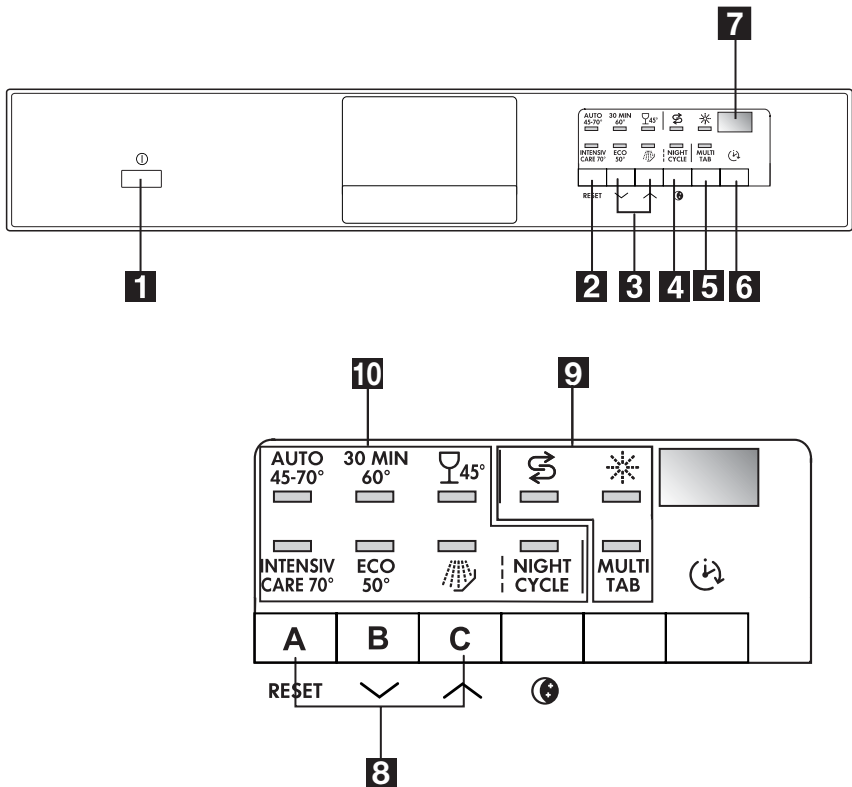 7
AUTO 30 MIN 45°
45-70° 60°
INTENSIV ECO NIGHT MULTI
CARE 70° 50° CYCLE TAB
RESET
1 2 3 4 5 6
10 9
AUTO 30 MIN
45-70° 60° 45°
INTENSIV ECO NIGHT MULTI
CARE 70° 50° CYCLE TAB
A B C
RESET
8